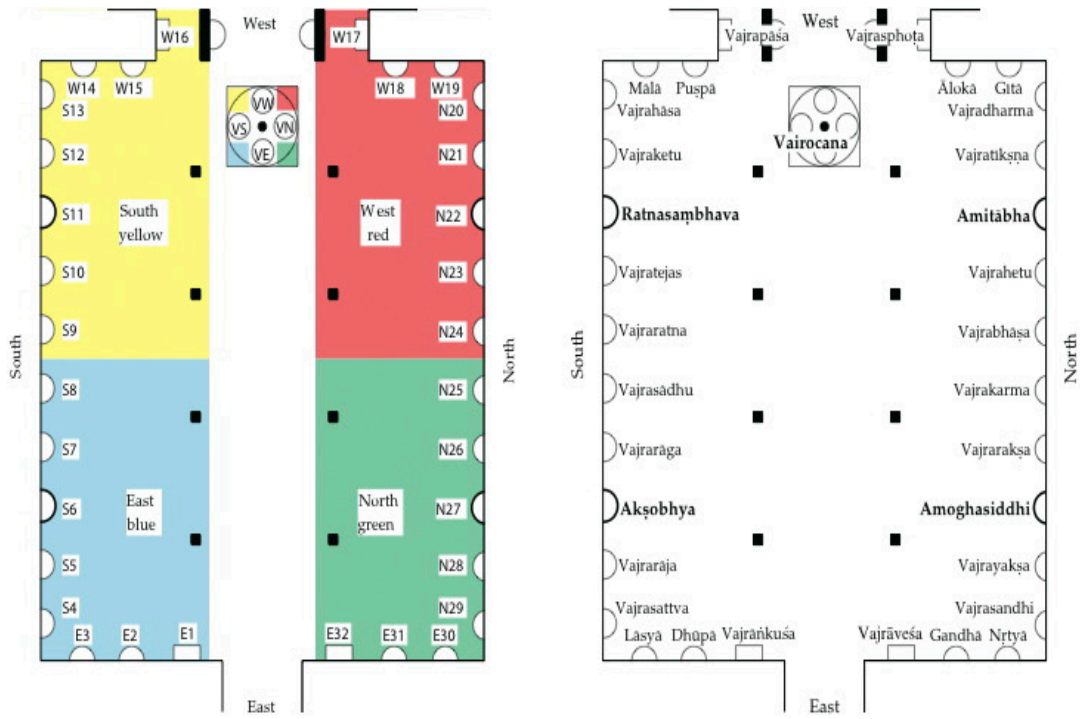 West
W16
W17
W14
W15
W18
W19
S13
VW
N20
S12
VS
VN
N21
VE
S11
South
yellow
West
red
N22
S10
N23
S9
N24
South
North
S8
N25
S7
N26
S6
East
blue
North
green
N27
S5
N28
S4
N29
E3
E2
E1
E32
E31
E30
East
West
Vajrapāśa
Vajrasphoṭa
Mālā
Puṣpā
Ālokā
Gītā
Vajrahāsa
Vajradharma
Vairocana
Vajraketu
Vajratīkṣṇa
Ratnasaṃbhava
Amitābha
Vajratejas
Vajrahetu
Vajraratna
Vajrabhāṣa
South
North
Vajrasādhu
Vajrakarma
Vajrarāga
Vajrarakṣa
Akṣobhya
Amoghasiddhi
Vajrarāja
Vajrayakṣa
Vajrasattva
Vajrasandhi
Lāsyā
Dhūpā
Vajrāṅkuśa
Vajrāveśa
Gandhā
Nṛtyā
East